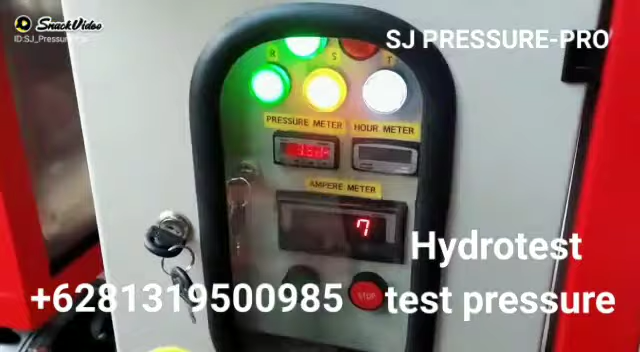 SnackVideo
SJ PRESSURE-PRO
R S T
PRESSURE METER
HOUR METER
AMPERE METER
7
STOP
Hydrotest
+6281319500985
test pressure